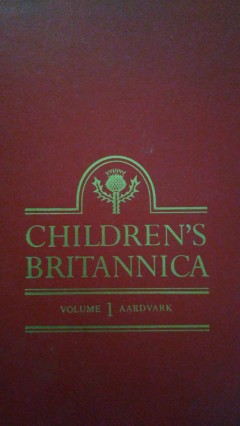 CHILDREN'S
BRITANNICA
VOLUME 1 AARDVARK